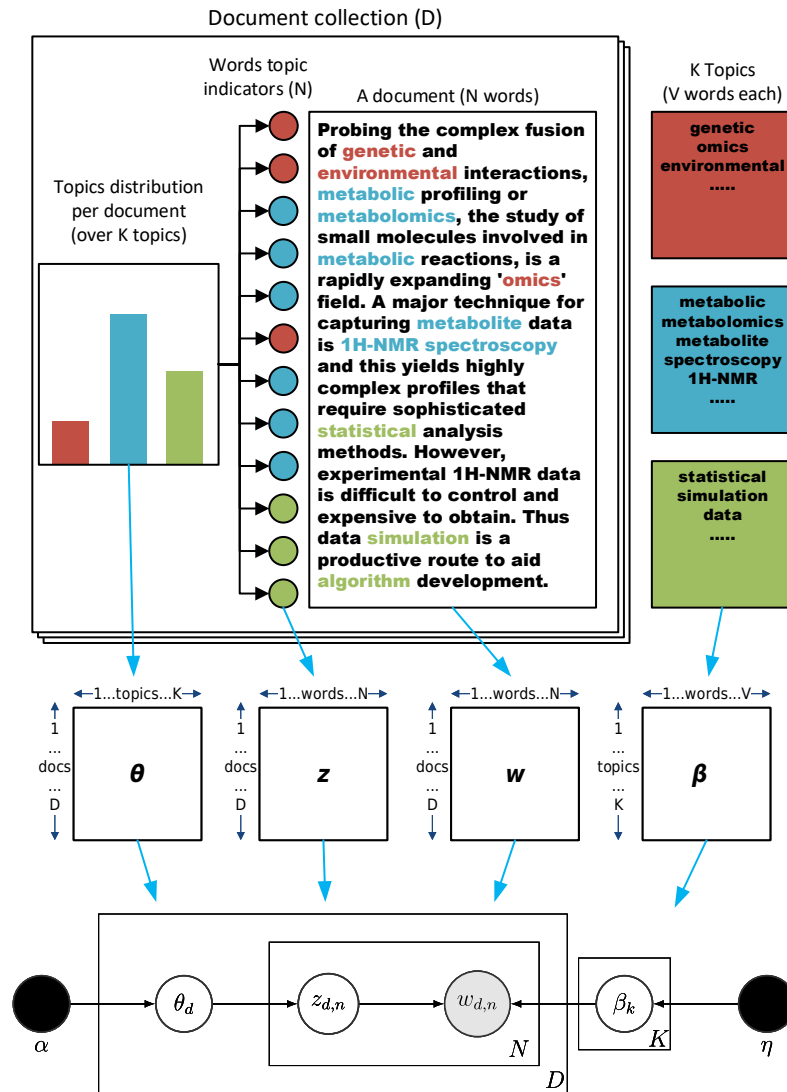 Document collection (D)
Words topic
indicators (N)
A document (N words)
K Topics
(V words each)
Topics distribution
per document
(over K topics)
Probing the complex fusion
of genetic and
environmental interactions,
metabolic profiling or
metabolomics, the study of
small molecules involved in
metabolic reactions, is a
rapidly expanding 'omics'
field. A major technique for
capturing metabolite data
is 1H-NMR spectroscopy
and this yields highly
complex profiles that
require sophisticated
statistical analysis
methods. However,
experimental 1H-NMR data
is difficult to control and
expensive to obtain. Thus
data simulation is a
productive route to aid
algorithm development.
genetic
omics
environmental
.....
metabolic
metabolomics
metabolite
spectroscopy
1H-NMR
.....
statistical
simulation
data
.....
1...topics...K
1
...
docs
...
D
θ
1...words...N
1
...
docs
...
D
z
1...words...N
1
...
docs
...
D
w
1...words...V
1
...
topics
...
K
β
α
θ_d
z_{d,n}
w_{d,n}
N
D
β_k
K
η